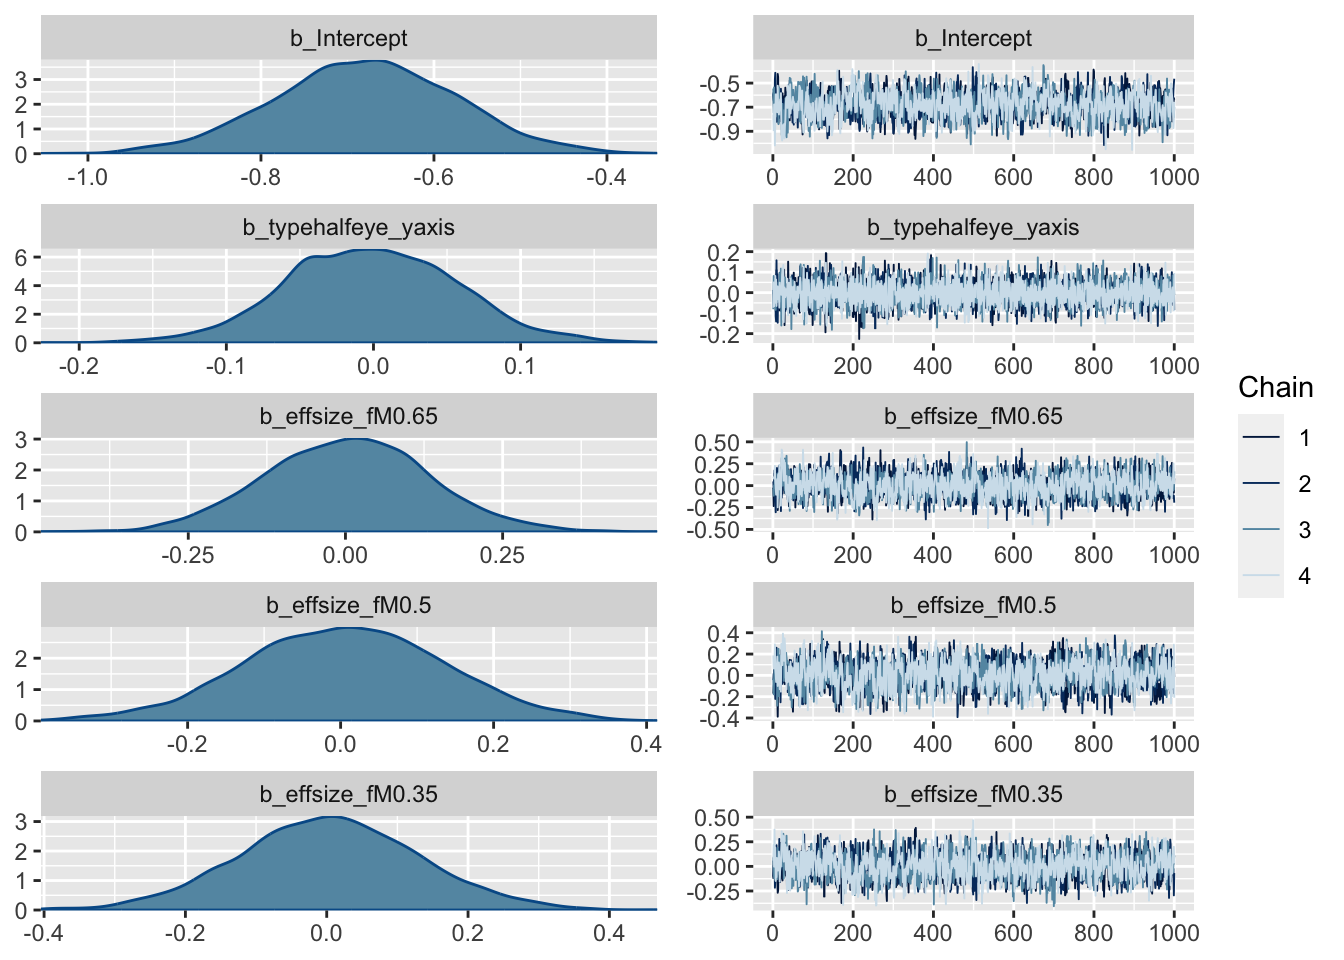 b_Intercept
3
2
1
0
-1.0 -0.8 -0.6 -0.4
b_Intercept
-0.5
-0.7
-0.9
0 200 400 600 800 1000
b_typehalfeye_yaxis
6
4
2
0
-0.2 -0.1 0.0 0.1
b_typehalfeye_yaxis
0.2
0.1
0.0
-0.1
-0.2
0 200 400 600 800 1000
b_effsize_fM0.65
3
2
1
0
-0.25 0.00 0.25
b_effsize_fM0.65
0.50
0.25
0.00
-0.25
-0.50
0 200 400 600 800 1000
b_effsize_fM0.5
2
1
0
-0.2 0.0 0.2 0.4
b_effsize_fM0.5
0.4
0.2
0.0
-0.2
-0.4
0 200 400 600 800 1000
b_effsize_fM0.35
3
2
1
0
-0.4 -0.2 0.0 0.2 0.4
b_effsize_fM0.35
0.50
0.25
0.00
-0.25
0 200 400 600 800 1000
Chain
1
2
3
4